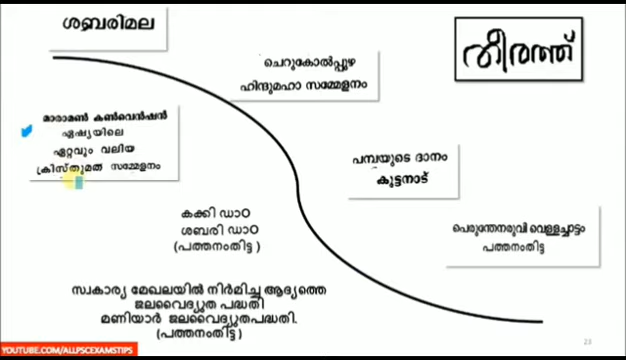 ശബരിമല
തീരത്ത്
ചെറുകോൽപ്പുഴ
ഹിന്ദുമഹാ സമ്മേളനം
മാരാമൺ കൺവെൻഷൻ
ഏഷ്യയിലെ
ഏറ്റവും വലിയ
ക്രിസ്തുമത സമ്മേളനം
പമ്പയുടെ ദാനം
കുട്ടനാട്
കക്കി ഡാം
ശബരി ഡാം
(പത്തനംതിട്ട)
പെരുന്തേനരുവി വെള്ളച്ചാട്ടം
പത്തനംതിട്ട
സ്വകാര്യ മേഖലയിൽ നിർമിച്ച ആദ്യത്തെ
ജലവൈദ്യുത പദ്ധതി
മണിയാർ ജലവൈദ്യുതപദ്ധതി.
(പത്തനംതിട്ട)
YOUTUBE.COM/ALLPSCEXAMSTIPS
23